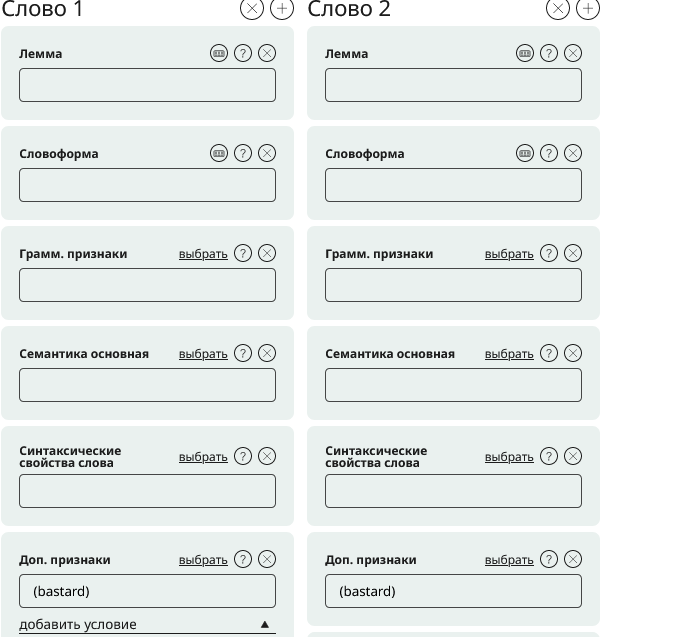 Слово 1
Слово 2
Лемма
Лемма
Словоформа
Словоформа
Грамм. признаки выбрать
Грамм. признаки выбрать
Семантика основная выбрать
Семантика основная выбрать
Синтаксические
свойства слова выбрать
Синтаксические
свойства слова выбрать
Доп. признаки выбрать
Доп. признаки выбрать
(bastard)
(bastard)
добавить условие